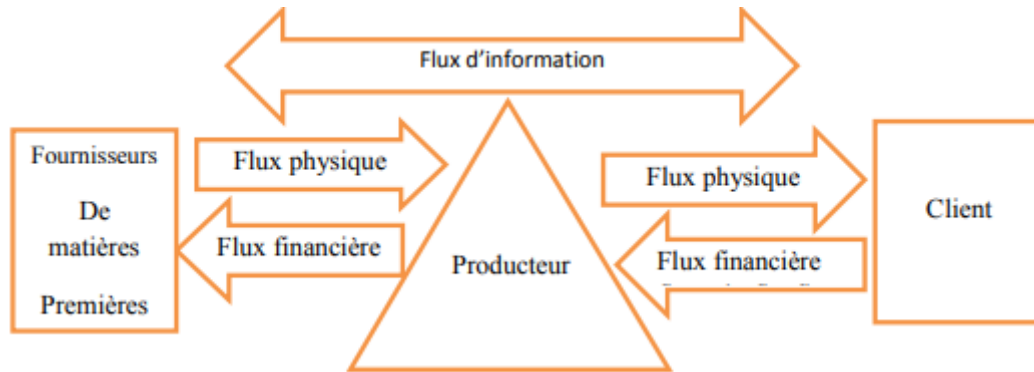 Flux d'information
Fournisseurs
De
matières
Premières
Flux physique
Flux financière
Producteur
Flux physique
Flux financière
Client